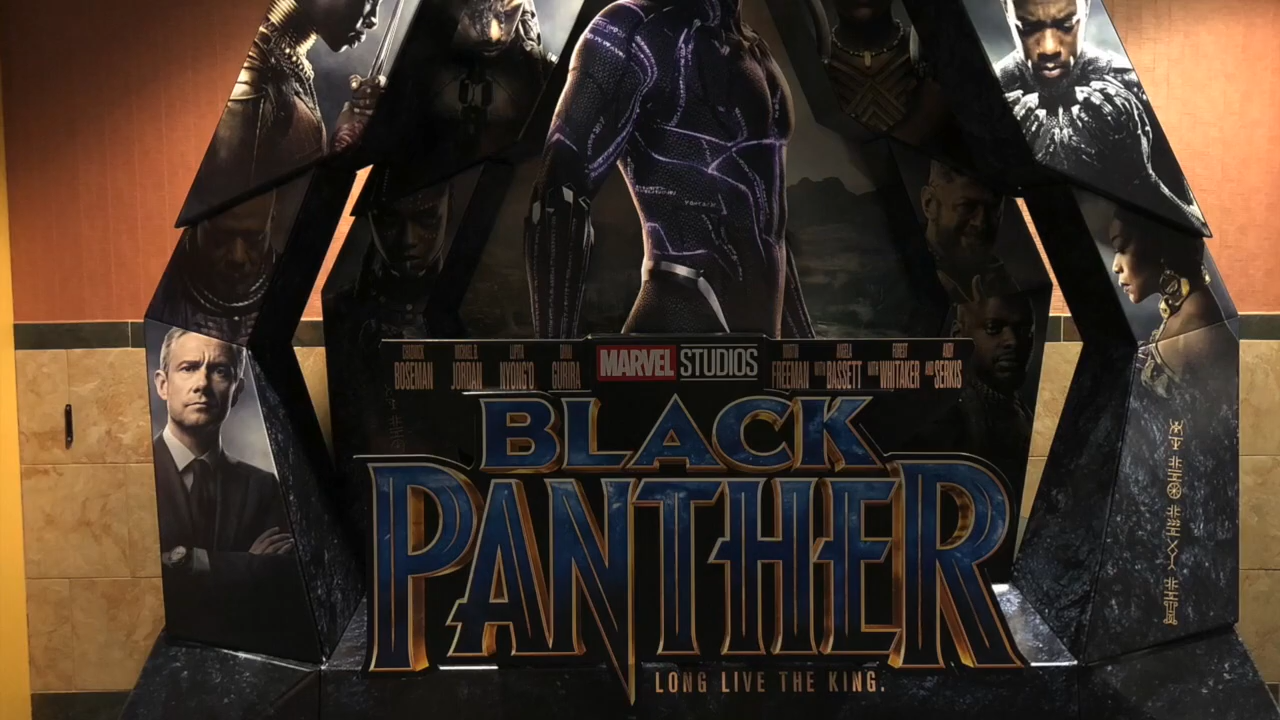 CHADWICK MICHAEL B. LUPITA DANAI MARTIN ANGELA FOREST ANDY
BOSEMAN JORDAN NYONG'O GURIRA MARVEL STUDIOS FREEMAN WITH BASSETT WITH WHITAKER AND SERKIS
BLACK
PANTHER
LONG LIVE THE KING.